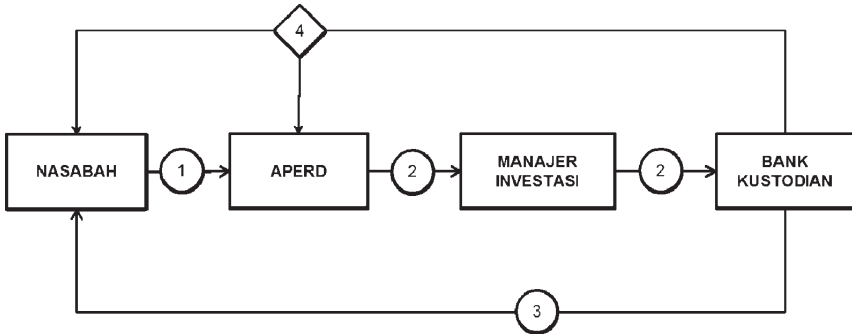 4
NASABAH
1
APERD
2
MANAJER
INVESTASI
2
BANK
KUSTODIAN
3